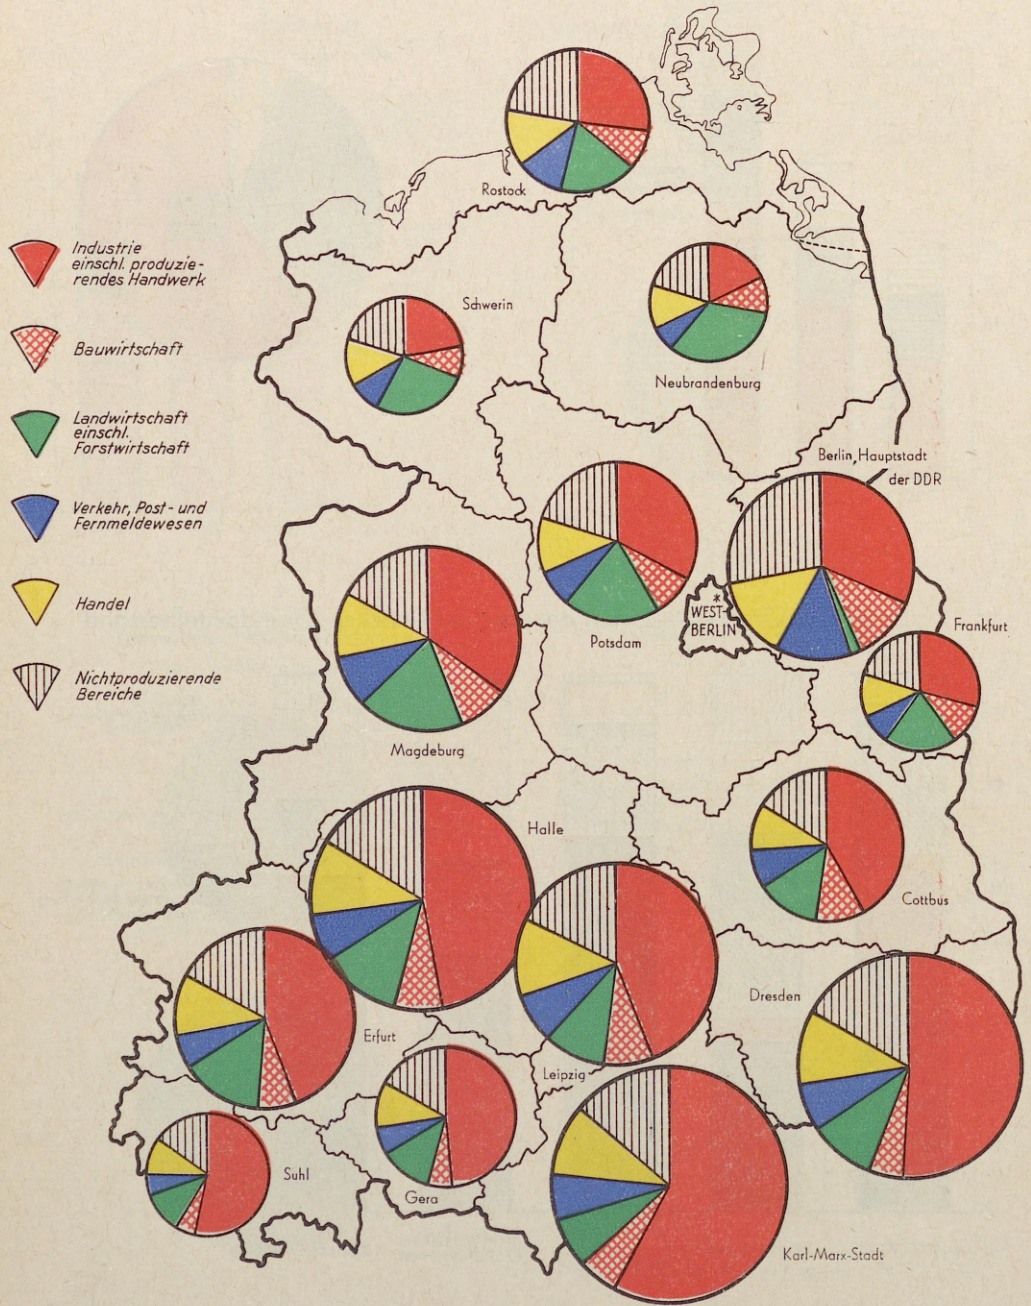 Industrie
einschl. produzie-
rendes Handwerk
Bauwirtschaft
Landwirtschaft
einschl.
Forstwirtschaft
Verkehr, Post- und
Fernmeldewesen
Handel
Nichtproduzierende
Bereiche
Rostock
Schwerin
Neubrandenburg
Berlin, Hauptstadt
der DDR
Potsdam
*
WEST-
BERLIN
Frankfurt
Magdeburg
Halle
Cottbus
Dresden
Erfurt
Leipzig
Suhl
Gera
Karl-Marx-Stadt